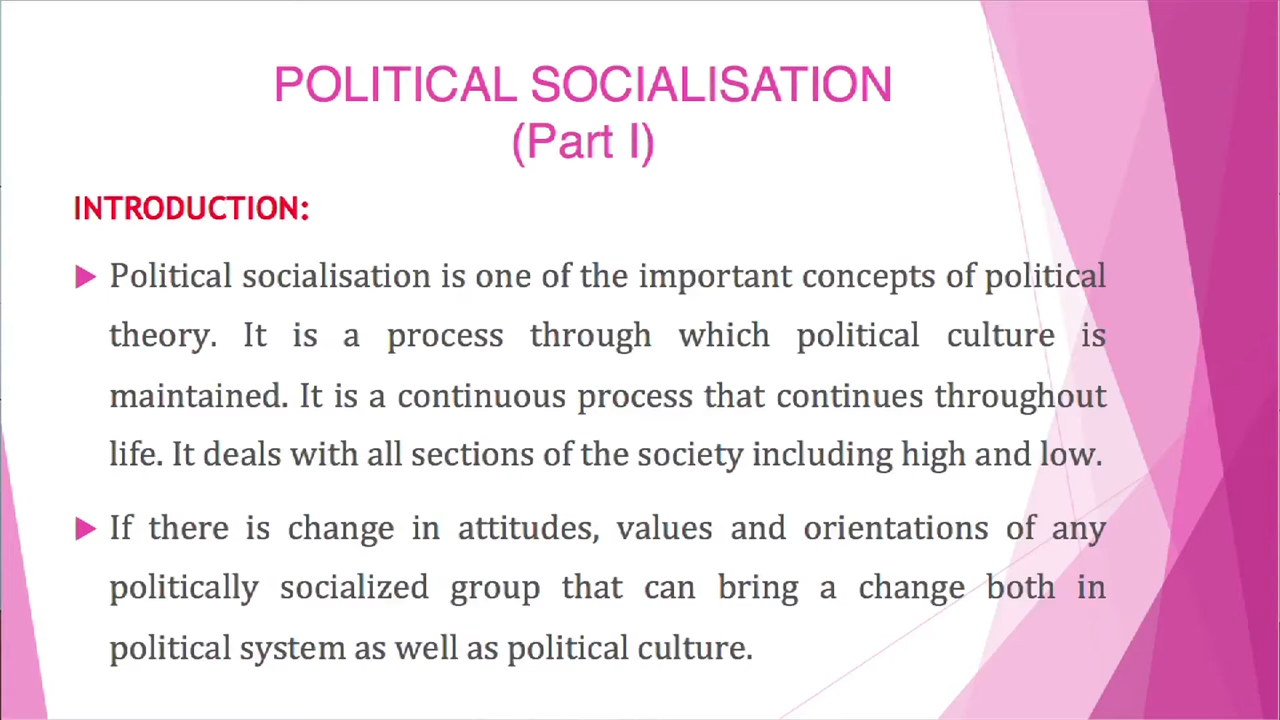 POLITICAL SOCIALISATION
(Part I)
INTRODUCTION:
Political socialisation is one of the important concepts of political
theory. It is a process through which political culture is
maintained. It is a continuous process that continues throughout
life. It deals with all sections of the society including high and low.
If there is change in attitudes, values and orientations of any
politically socialized group that can bring a change both in
political system as well as political culture.